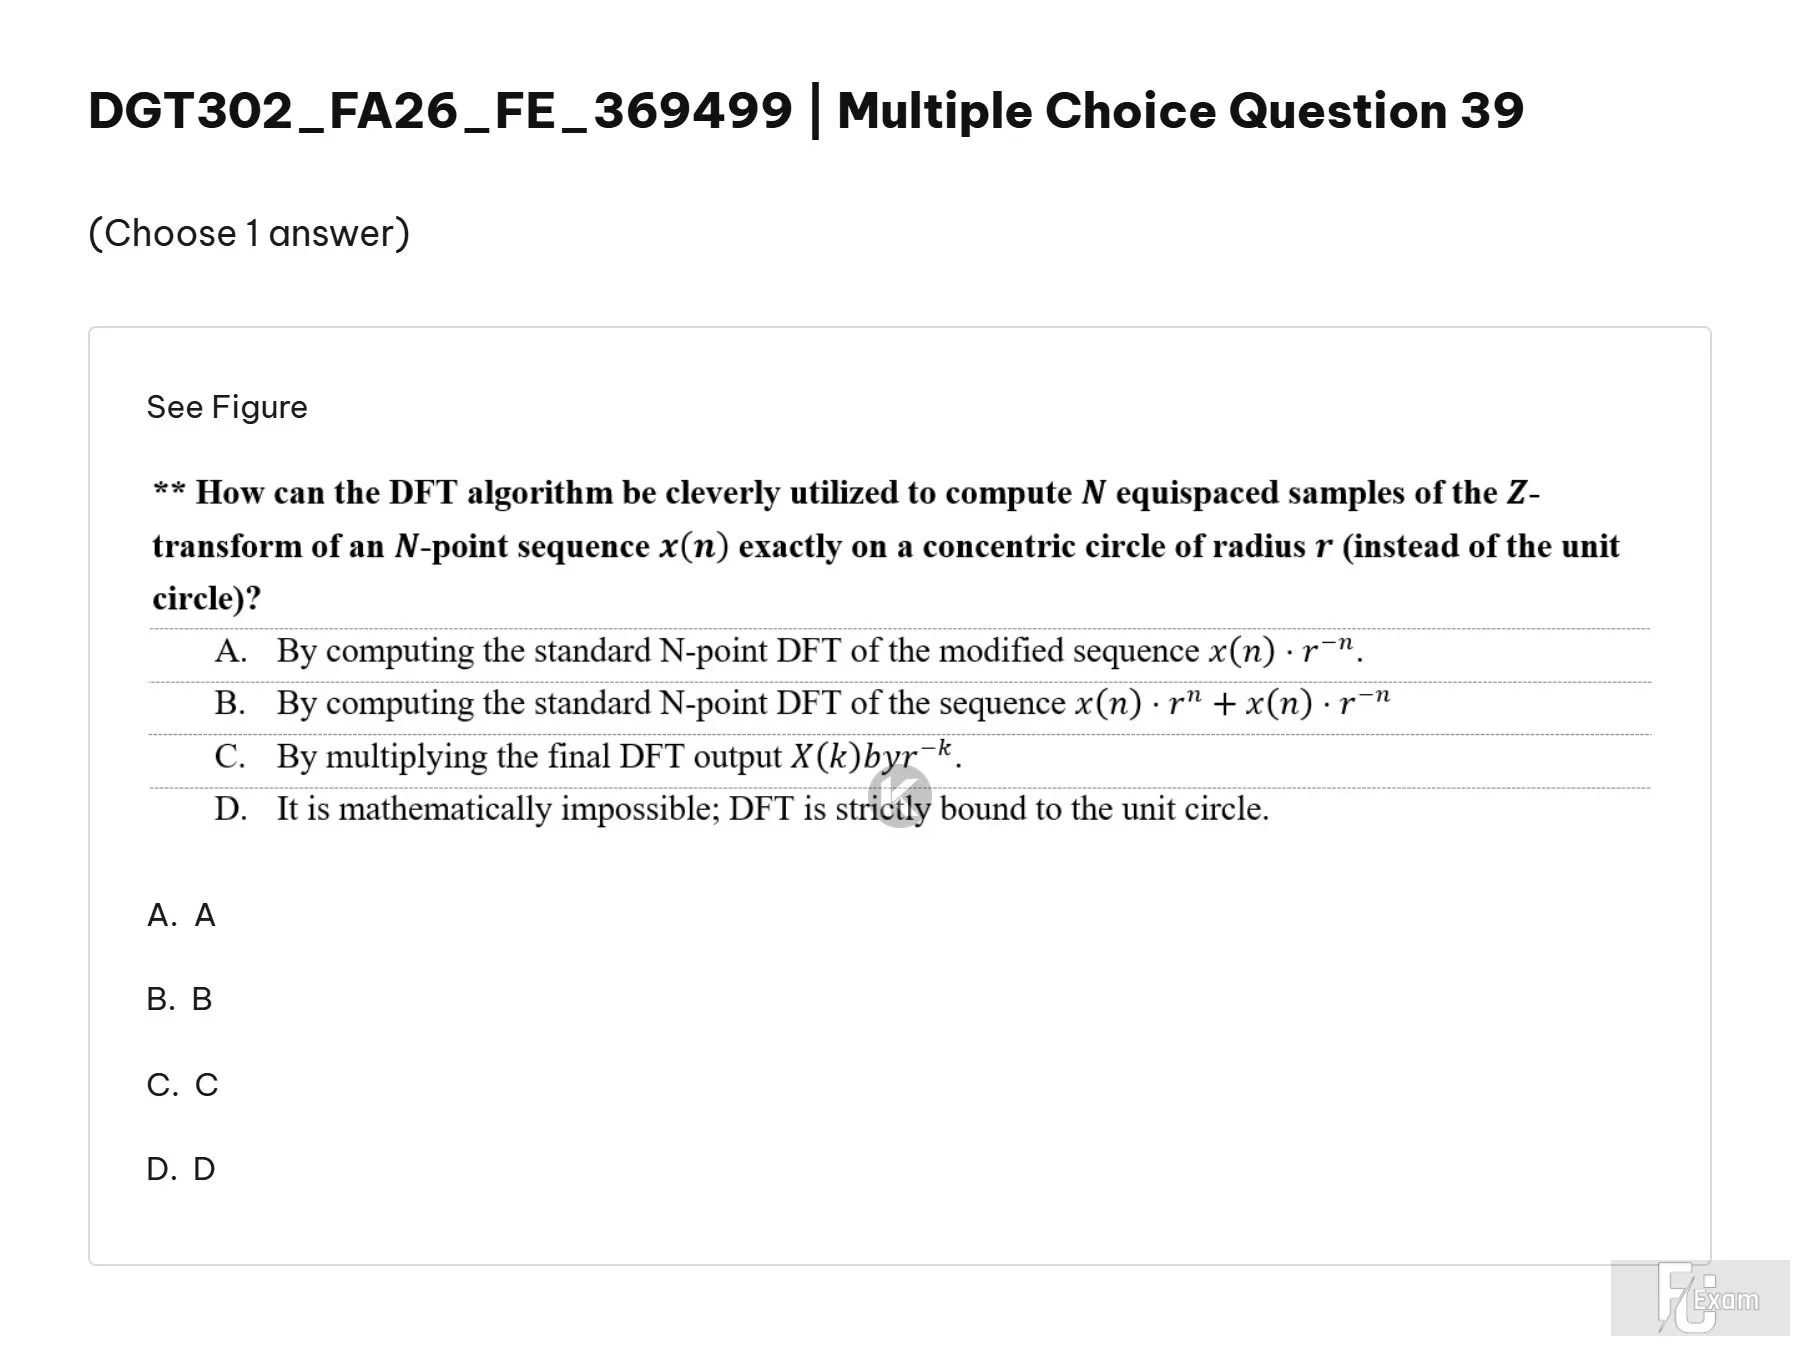 DGT302_FA26_FE_369499 | Multiple Choice Question 39
(Choose 1 answer)
See Figure
** How can the DFT algorithm be cleverly utilized to compute N equispaced samples of the Z-
transform of an N-point sequence x(n) exactly on a concentric circle of radius r (instead of the unit
circle)?
A. By computing the standard N-point DFT of the modified sequence x(n) · r⁻ⁿ.
B. By computing the standard N-point DFT of the sequence x(n) · rⁿ + x(n) · r⁻ⁿ
C. By multiplying the final DFT output X(k)byr⁻ᵏ.
D. It is mathematically impossible; DFT is strictly bound to the unit circle.
A. A
B. B
C. C
D. D
FU Exam